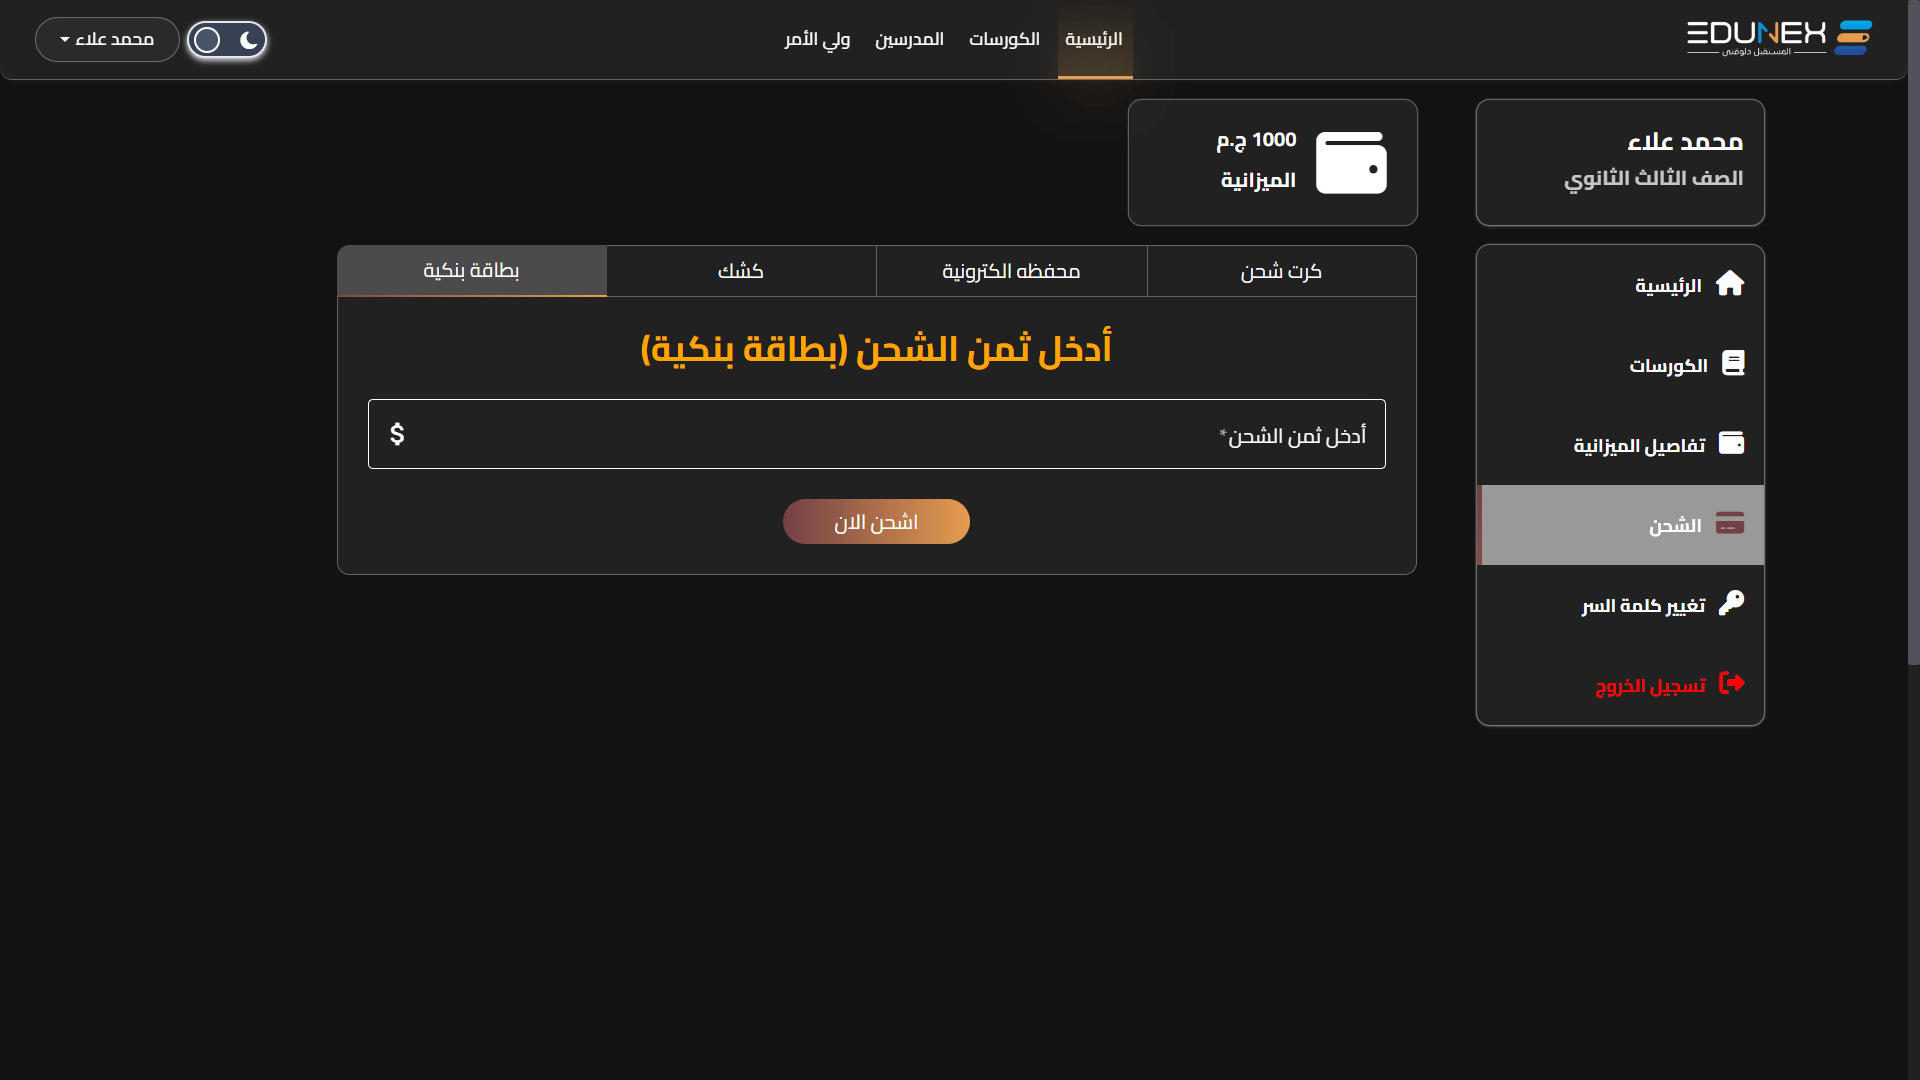 EDUNEX
المستقبل دلوقتي
الرئيسية
الكورسات
المدرسين
ولي الأمر
محمد علاء
محمد علاء
الصف الثالث الثانوي
1000 ج.م
الميزانية
الرئيسية
الكورسات
تفاصيل الميزانية
الشحن
تغيير كلمة السر
تسجيل الخروج
كرت شحن
محفظه الكترونية
كشك
بطاقة بنكية
أدخل ثمن الشحن (بطاقة بنكية)
أدخل ثمن الشحن*
$
اشحن الان